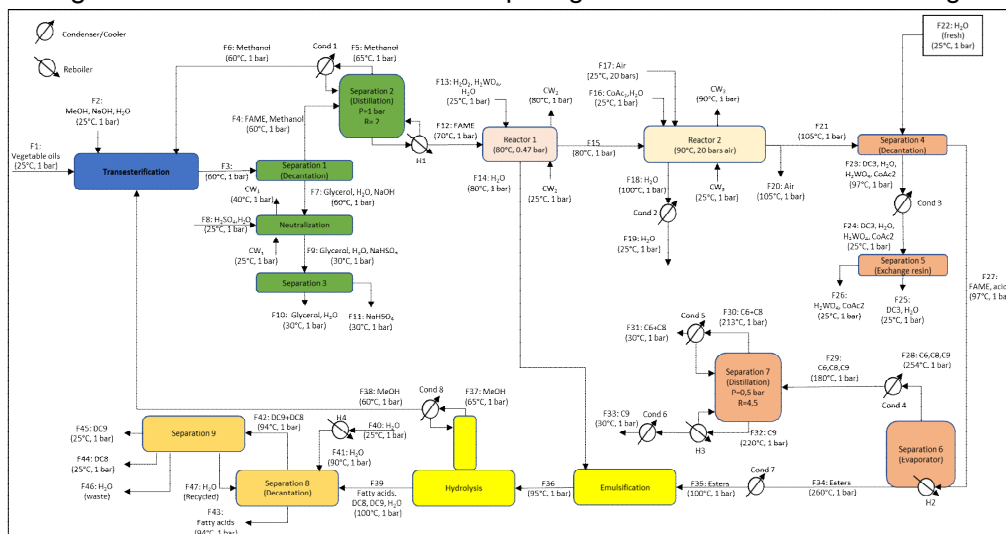 Condenser/Cooler
Reboiler
F1:
Vegetable oils
(25°C, 1 bar)
F2:
MeOH, NaOH, H2O
(25°C, 1 bar)
Transesterification
F3:
(60°C, 1 bar)
F6: Methanol
(60°C, 1 bar)
Cond 1
F5: Methanol
(65°C, 1 bar)
F4: FAME, Methanol
(60°C, 1 bar)
Separation 2
(Distillation)
P=1 bar
R= 2
H1
Separation 1
(Decantation)
F7: Glycerol, H2O, NaOH
(60°C, 1 bar)
CW1
(40°C, 1 bar)
F8: H2SO4, H2O
(25°C, 1 bar)
Neutralization
CW1
(25°C, 1 bar)
F9: Glycerol, H2O, NaHSO4
(30°C, 1 bar)
Separation 3
F10: Glycerol, H2O
(30°C, 1 bar)
F11: NaHSO4
(30°C, 1 bar)
F12: FAME
(70°C, 1 bar)
F13: H2O2, H2WO4,
H2O
(25°C, 1 bar)
CW2
(80°C, 1 bar)
Reactor 1
(80°C, 0.47 bar)
F14: H2O
(80°C, 1 bar)
CW2
(25°C, 1 bar)
F15
(80°C, 1 bar)
F17: Air
(25°C, 20 bars)
F16: CoAc2, H2O
(25°C, 1 bar)
CW3
(90°C, 1 bar)
Reactor 2
(90°C, 20 bars air)
F18: H2O
(100°C, 1 bar)
Cond 2
F19: H2O
(25°C, 1 bar)
CW3
(25°C, 1 bar)
F20: Air
(105°C, 1 bar)
F21
(105°C, 1 bar)
F22: H2O
(fresh)
(25°C, 1 bar)
Separation 4
(Decantation)
F23: DC3, H2O,
H2WO4, CoAc2
(97°C, 1 bar)
Cond 3
F24: DC3, H2O,
H2WO4, CoAc2
(25°C, 1 bar)
Separation 5
(Exchange resin)
F26:
H2WO4, CoAc2
(25°C, 1 bar)
F25:
DC3, H2O
(25°C, 1 bar)
F27:
FAME, acid
(97°C, 1 ba
F28: C6,C8,C9
(254°C, 1 bar)
Cond 4
F29:
C6,C8,C9
(180°C, 1 bar)
Separation 6
(Evaporator)
H2
F30: C6+C8
(213°C, 1 bar)
Cond 5
F31: C6+C8
(30°C, 1 bar)
Separation 7
(Distillation)
P=0,5 bar
R=4.5
H3
F32: C9
(220°C, 1 bar)
Cond 6
F33: C9
(30°C, 1 bar)
F34: Esters
(260°C, 1 bar)
Cond 7
F35: Esters
(100°C, 1 bar)
Emulsification
F36
(95°C, 1 bar)
Hydrolysis
F37: MeOH
(65°C, 1 bar)
Cond 8
F38: MeOH
(60°C, 1 bar)
F39
Fatty acids,
DC8, DC9, H2O
(100°C, 1 bar)
F40: H2O
(25°C, 1 bar)
H4
F41: H2O
(90°C, 1 bar)
F42: DC9+DC8
(94°C, 1 bar)
Separation 8
(Decantation)
F43:
Fatty acids
(94°C, 1 bar)
Separation 9
F45: DC9
(25°C, 1 bar)
F44: DC8
(25°C, 1 bar)
F46: H2O
(waste)
F47: H2O
(Recycled)